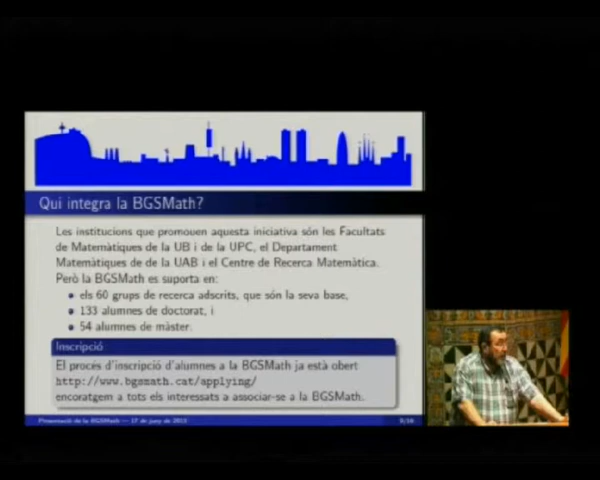 Qui integra la BGSMath?
Les institucions que promouen aquesta iniciativa són les Facultats
de Matemàtiques de la UB i de la UPC, el Departament
Matemàtiques de de la UAB i el Centre de Recerca Matemàtica.
Però la BGSMath es suporta en:
els 60 grups de recerca adscrits, que són la seva base,
133 alumnes de doctorat, i
54 alumnes de màster.
Inscripció
El procés d'inscripció d'alumnes a la BGSMath ja està obert
http://www.bgsmath.cat/applying/
encoratgem a tots els interessats a associar-se a la BGSMath.
Presentació de la BGSMath — 17 de juny de